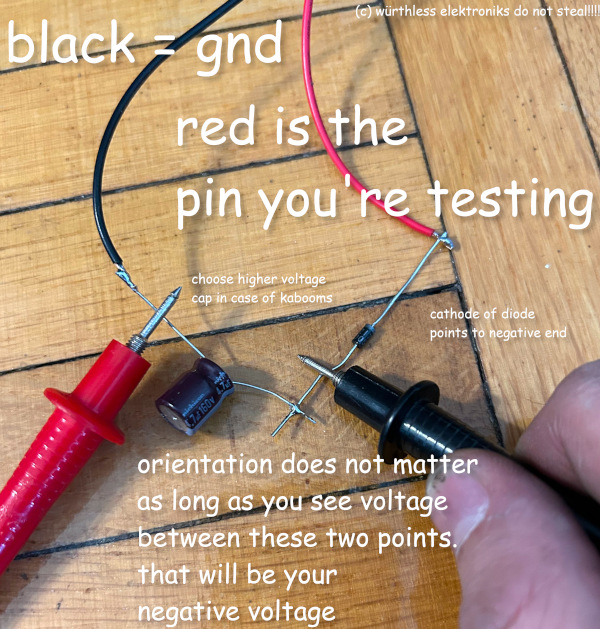 (c) würthless elektroniks do not steal!!!!
black = gnd
red is the
pin you're testing
choose higher voltage
cap in case of kabooms
cathode of diode
points to negative end
orientation does not matter
as long as you see voltage
between these two points.
that will be your
negative voltage